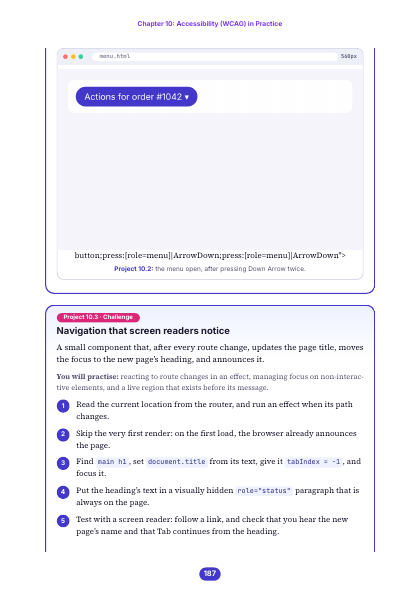 Chapter 10: Accessibility (WCAG) in Practice
menu.html
560px
Actions for order #1042 ▾
button;press:[role=menu]|ArrowDown;press:[role=menu]|ArrowDown">
Project 10.2: the menu open, after pressing Down Arrow twice.
Project 10.3 · Challenge
Navigation that screen readers notice
A small component that, after every route change, updates the page title, moves
the focus to the new page's heading, and announces it.
You will practise: reacting to route changes in an effect, managing focus on non-interac-
tive elements, and a live region that exists before its message.
1 Read the current location from the router, and run an effect when its path
changes.
2 Skip the very first render: on the first load, the browser already announces
the page.
3 Find main h1, set document.title from its text, give it tabIndex = -1, and
focus it.
4 Put the heading's text in a visually hidden role="status" paragraph that is
always on the page.
5 Test with a screen reader: follow a link, and check that you hear the new
page's name and that Tab continues from the heading.
187